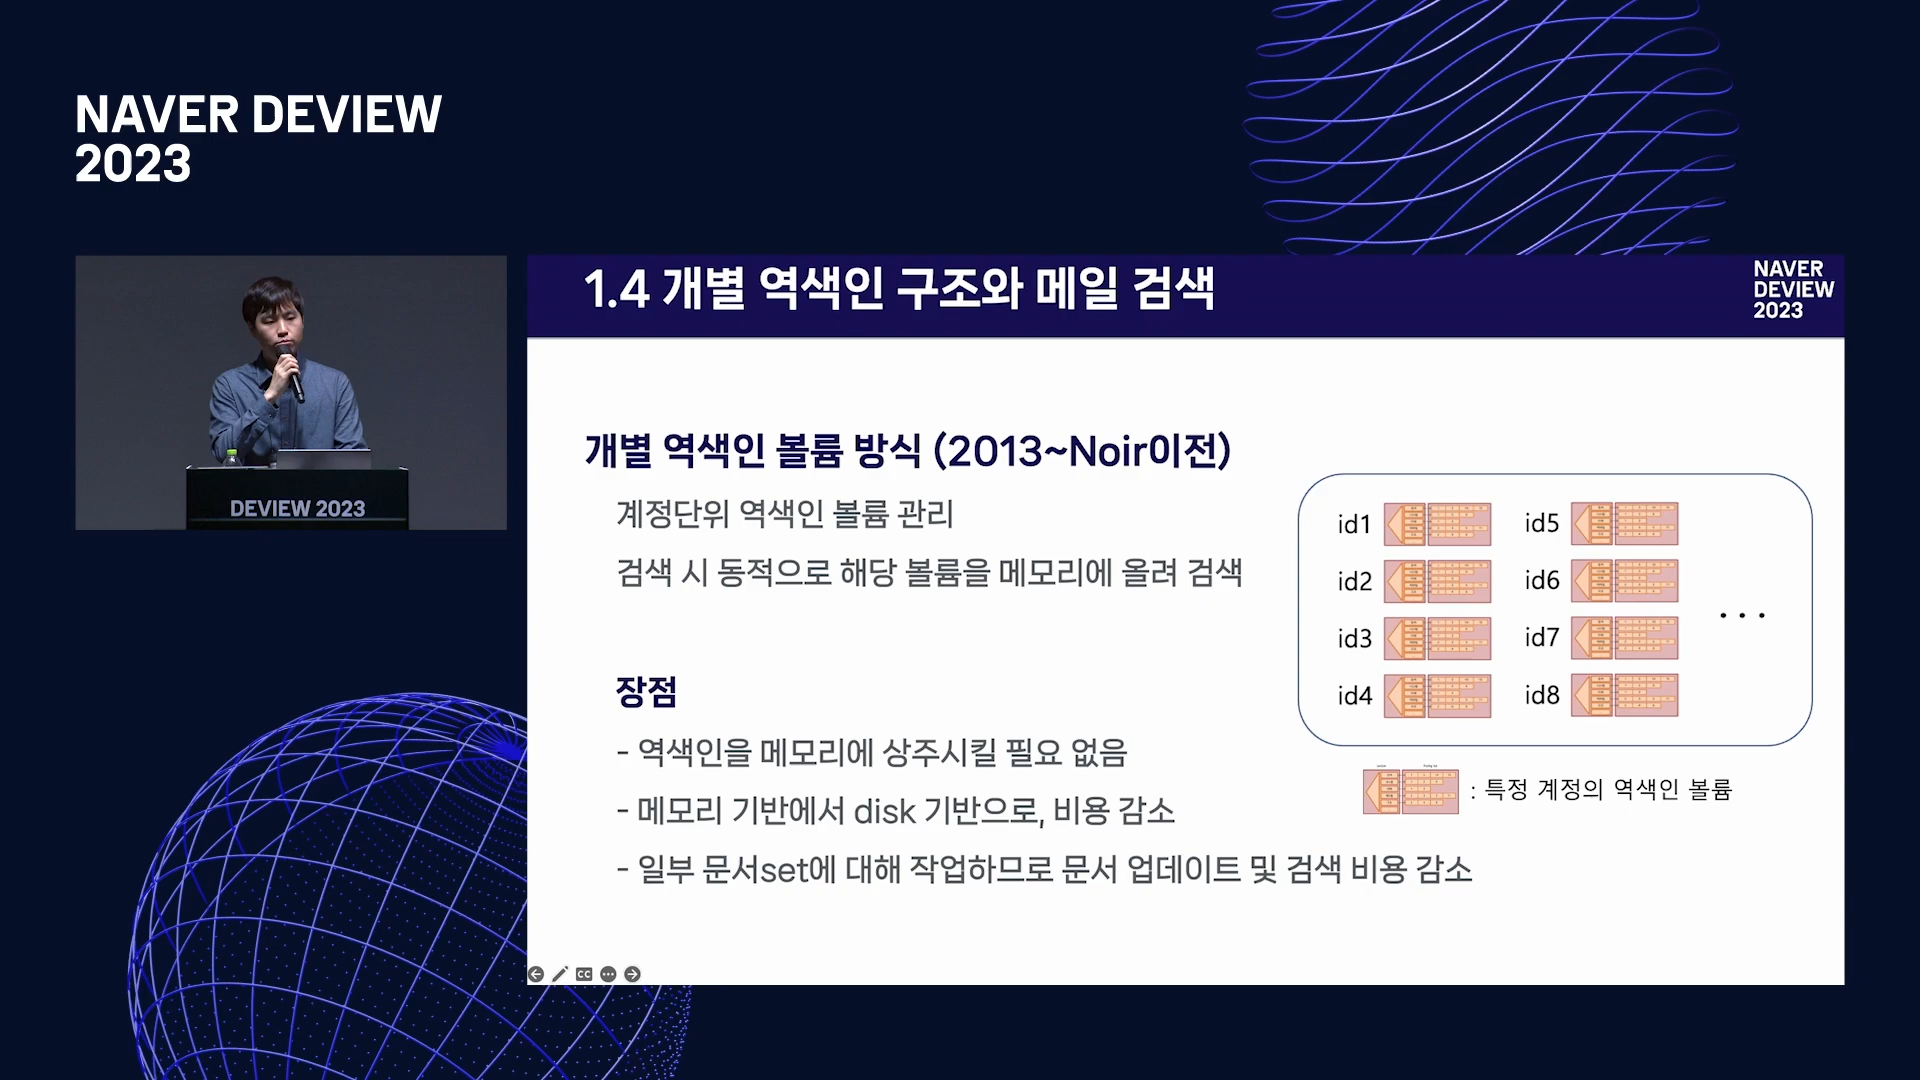 NAVER DEVIEW
2023
DEVIEW 2023
1.4 개별 역색인 구조와 메일 검색
NAVER
DEVIEW
2023
개별 역색인 볼륨 방식 (2013~Noir이전)
계정단위 역색인 볼륨 관리
검색 시 동적으로 해당 볼륨을 메모리에 올려 검색
장점
- 역색인을 메모리에 상주시킬 필요 없음
- 메모리 기반에서 disk 기반으로, 비용 감소
- 일부 문서set에 대해 작업하므로 문서 업데이트 및 검색 비용 감소
id1 id5
id2 id6
id3 id7
id4 id8
...
: 특정 계정의 역색인 볼륨
CC